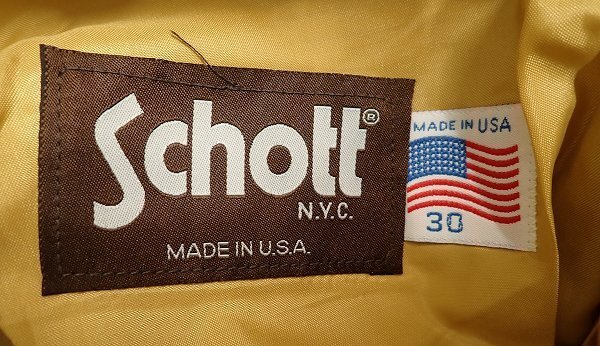 Schott®
N.Y.C.
MADE IN U.S.A.
MADE IN USA
30